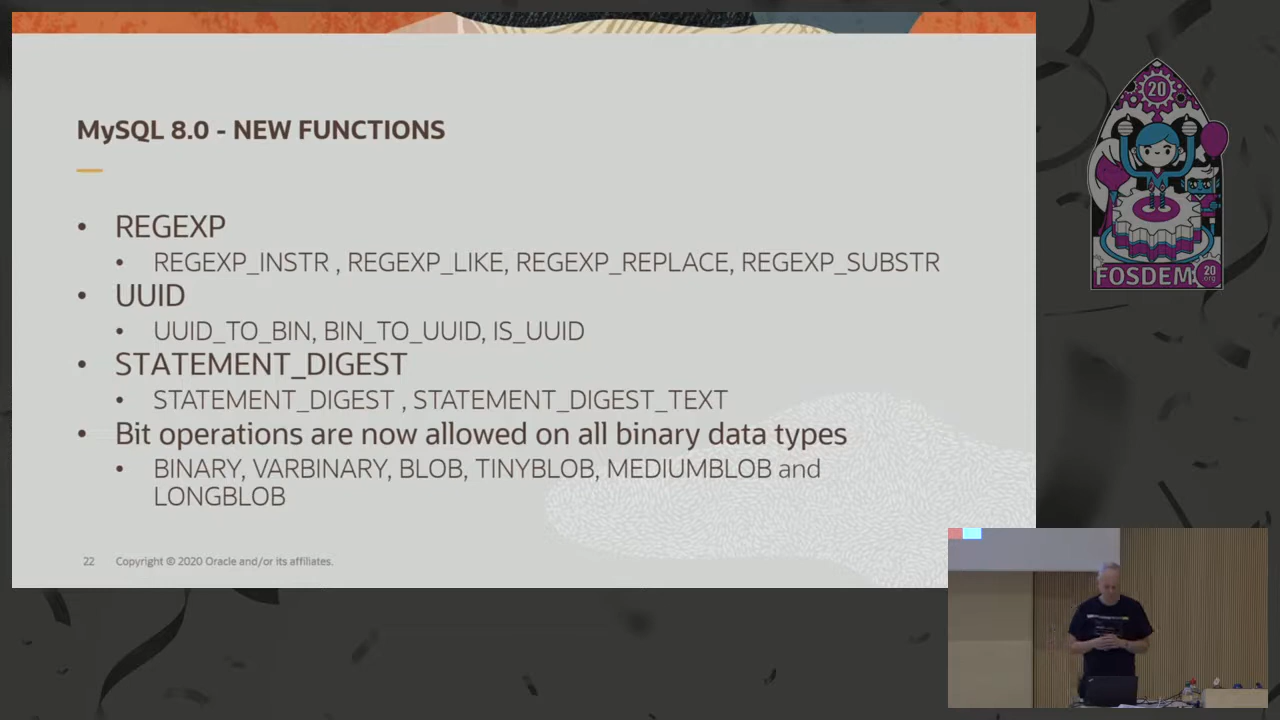 MySQL 8.0 - NEW FUNCTIONS
• REGEXP
• REGEXP_INSTR , REGEXP_LIKE, REGEXP_REPLACE, REGEXP_SUBSTR
• UUID
• UUID_TO_BIN, BIN_TO_UUID, IS_UUID
• STATEMENT_DIGEST
• STATEMENT_DIGEST , STATEMENT_DIGEST_TEXT
• Bit operations are now allowed on all binary data types
• BINARY, VARBINARY, BLOB, TINYBLOB, MEDIUMBLOB and
LONGBLOB
22 Copyright © 2020 Oracle and/or its affiliates.
20
FOSDEM 20
.org